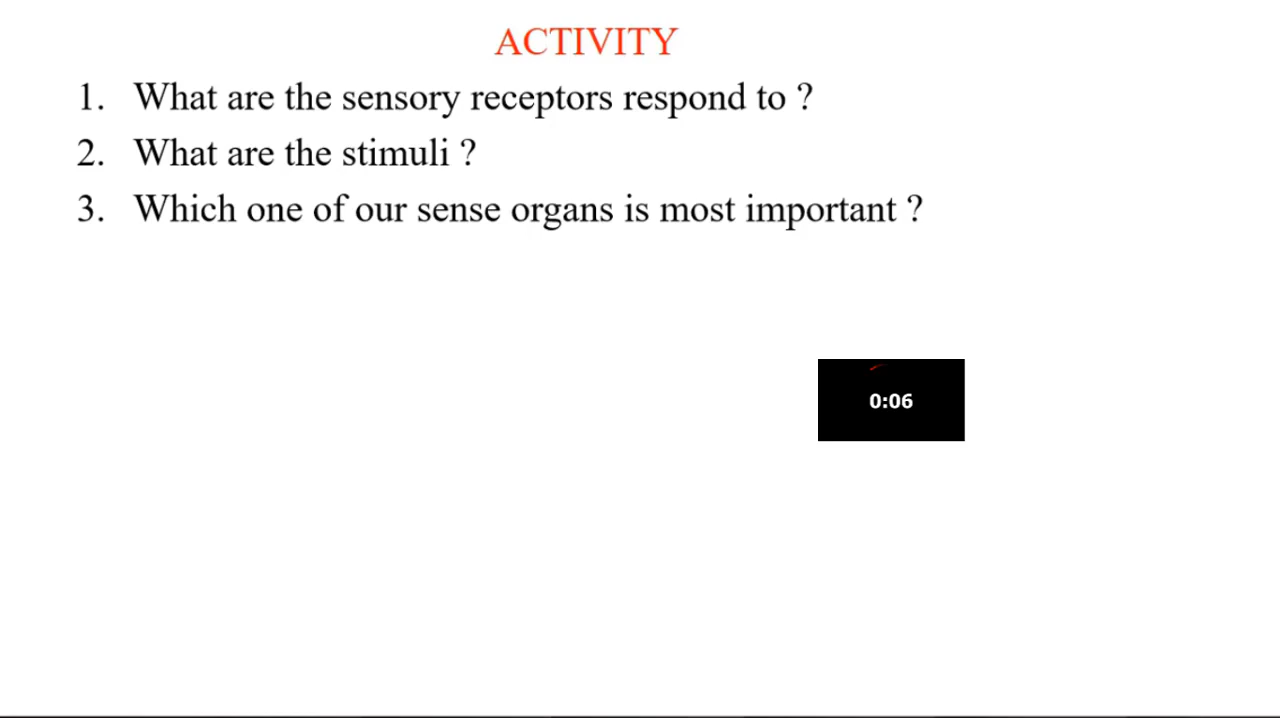 ACTIVITY
1. What are the sensory receptors respond to ?
2. What are the stimuli ?
3. Which one of our sense organs is most important ?
0:06